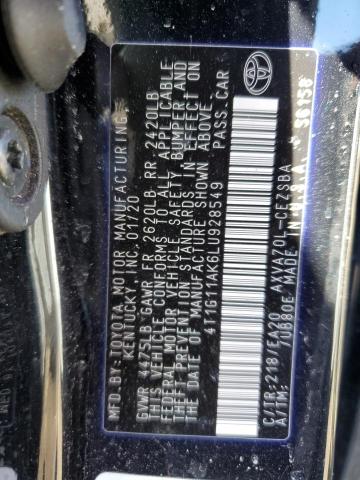 MFD.BY:TOYOTA MOTOR MANUFACTURING
KENTUCKY, INC. 01/20
GVWR 4475LB GAWR FR 2620LB RR 2420LB
THIS VEHICLE CONFORMS TO ALL APPLICABLE
FEDERAL MOTOR VEHICLE SAFETY BUMPER AND
THEFT PREVENTION STANDARDS IN EFFECT ON
THE DATE OF MANUFACTURE SHOWN ABOVE.
4T1G11AK6LU928549 PASS.CAR
TOYOTA
C/TR:218/EA20 AXVA70L-CEZSBA
A/TM: /UB80E MADE IN U.S.A.